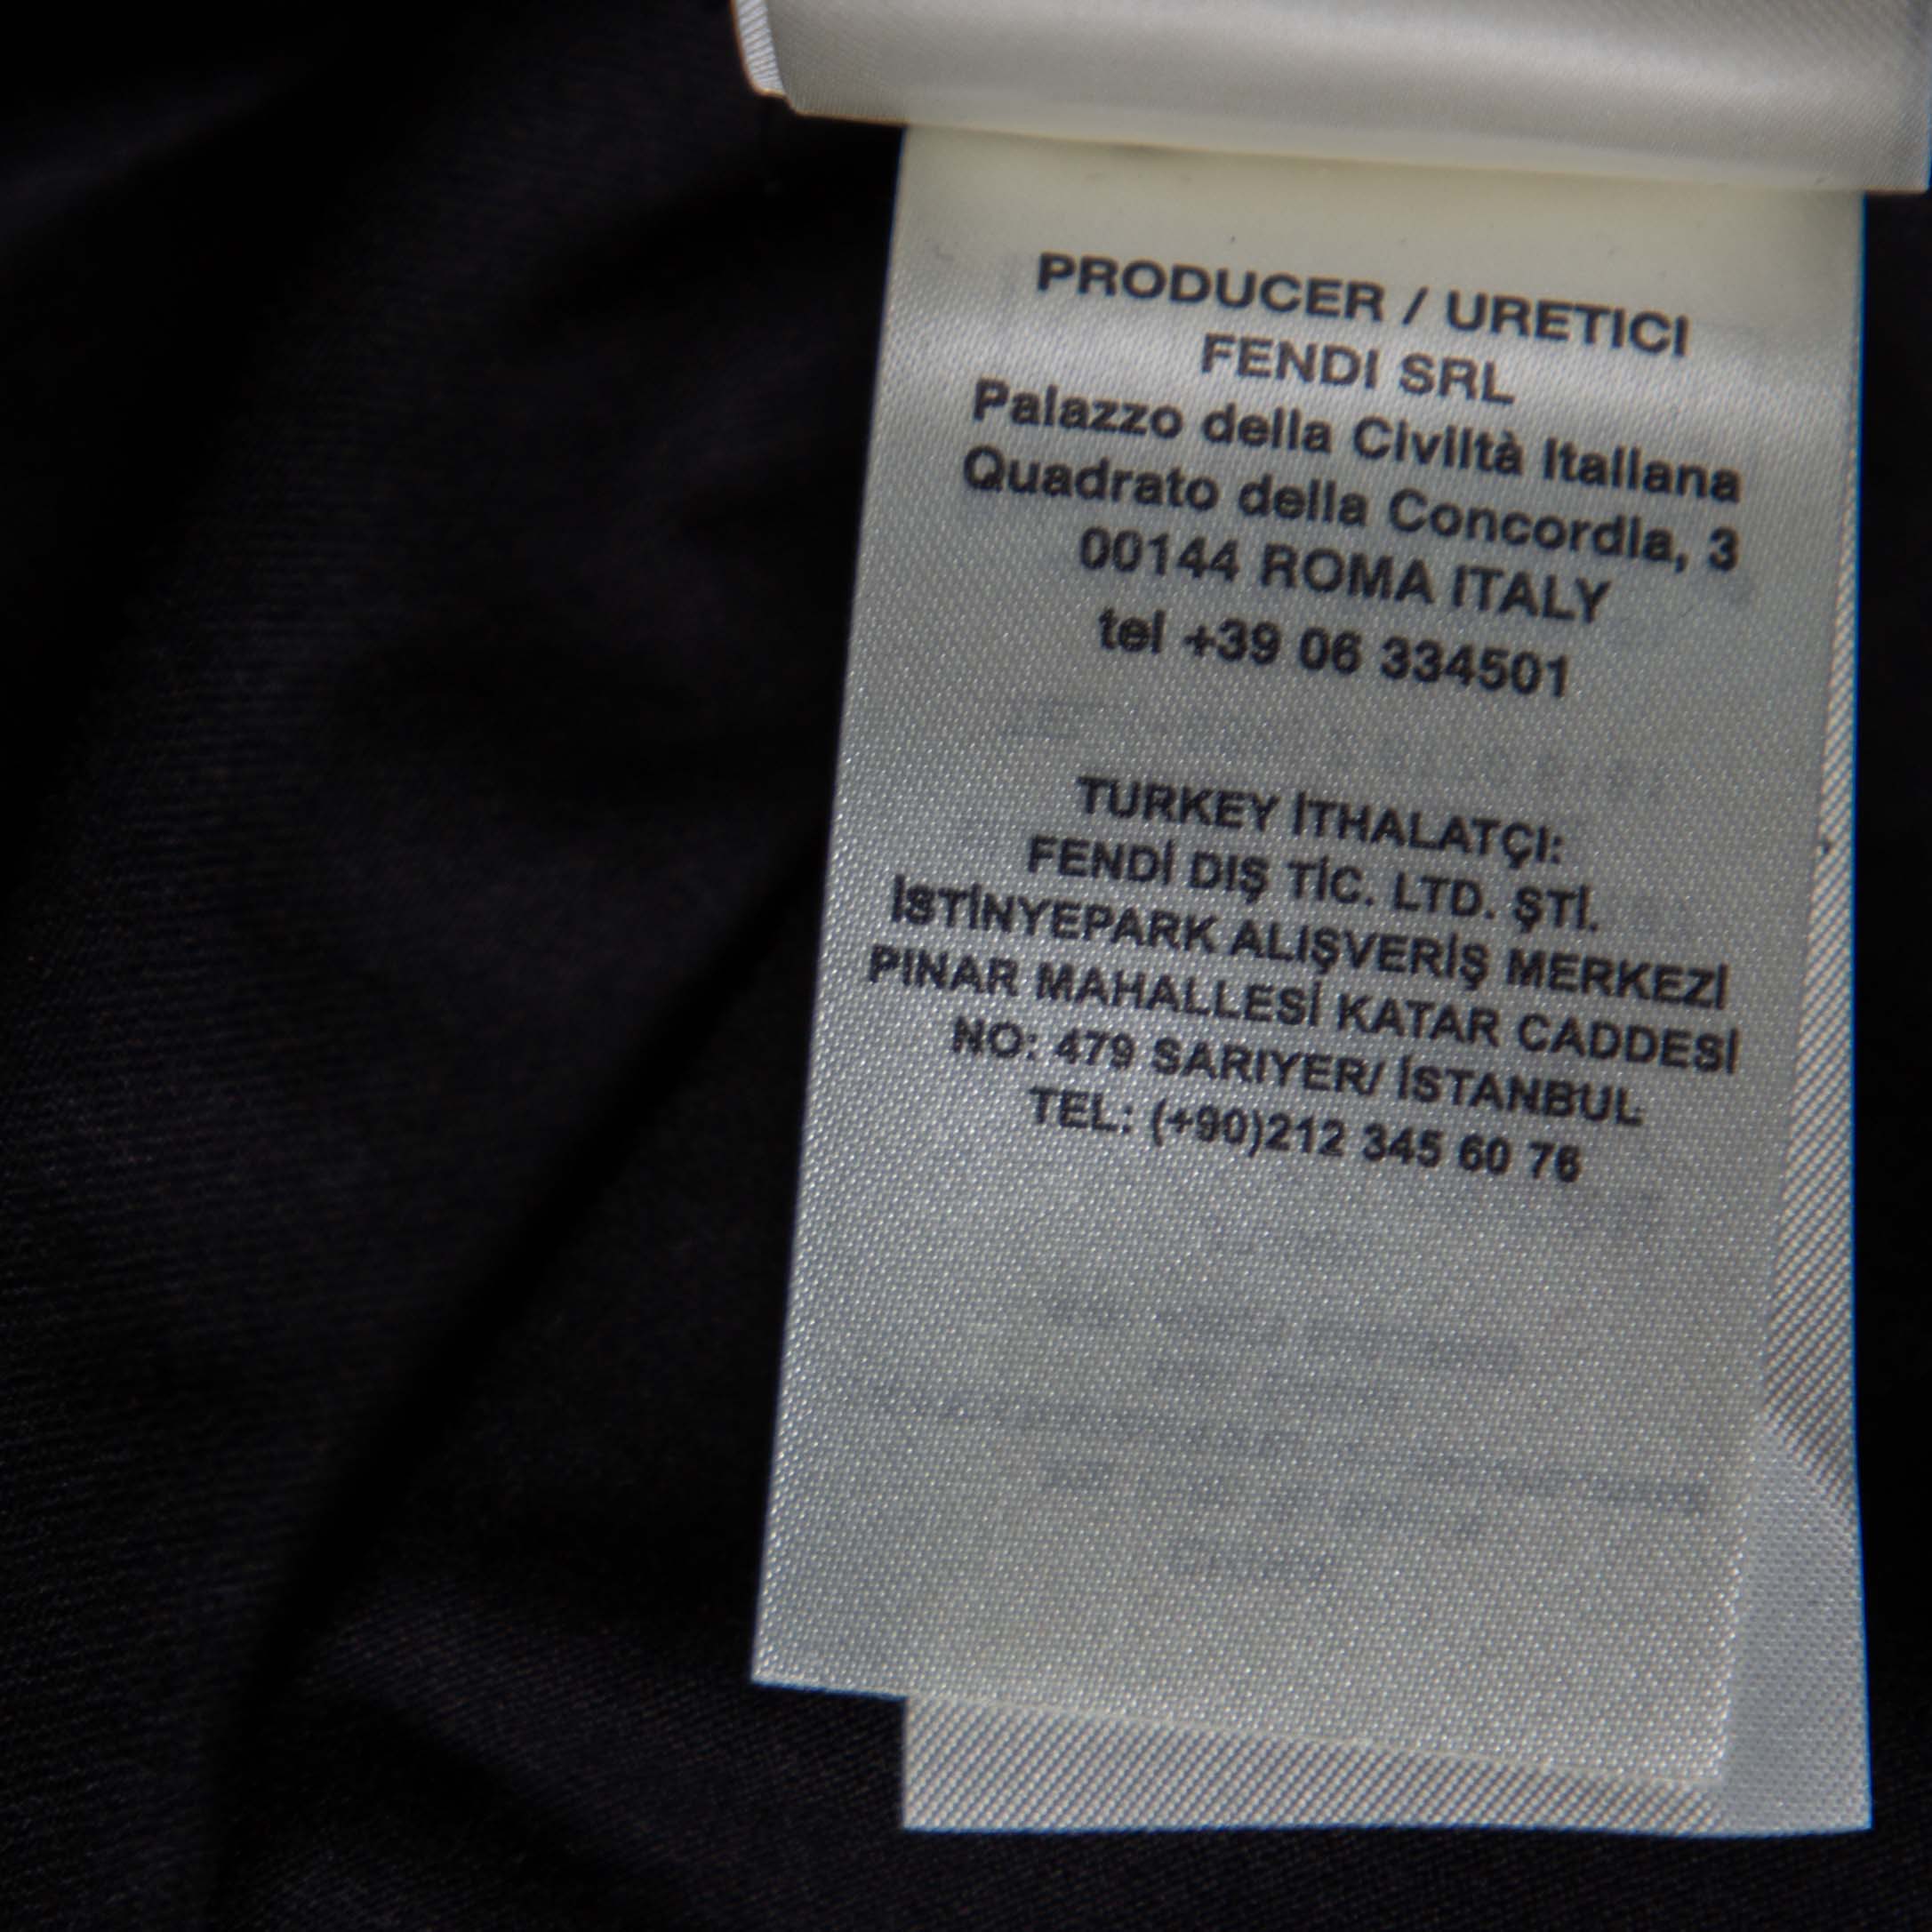 PRODUCER / URETICI
FENDI SRL
Palazzo della Civiltà Italiana
Quadrato della Concordia, 3
00144 ROMA ITALY
tel +39 06 334501
TURKEY İTHALATÇI:
FENDİ DIŞ TİC. LTD. ŞTİ.
İSTİNYEPARK ALIŞVERİŞ MERKEZİ
PINAR MAHALLESİ KATAR CADDESİ
NO: 479 SARIYER/ İSTANBUL
TEL: (+90)212 345 60 76